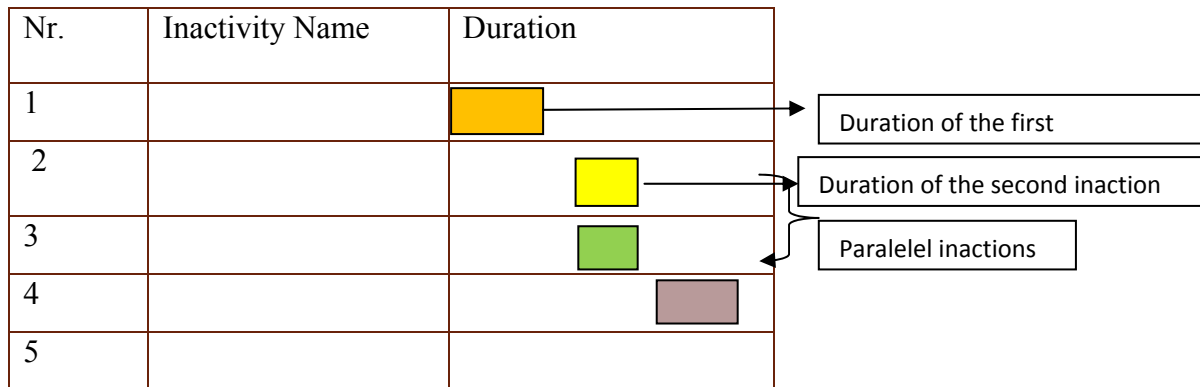 Nr. Inactivity Name Duration
1
Duration of the first
2
Duration of the second inaction
3
Paralelel inactions
4
5